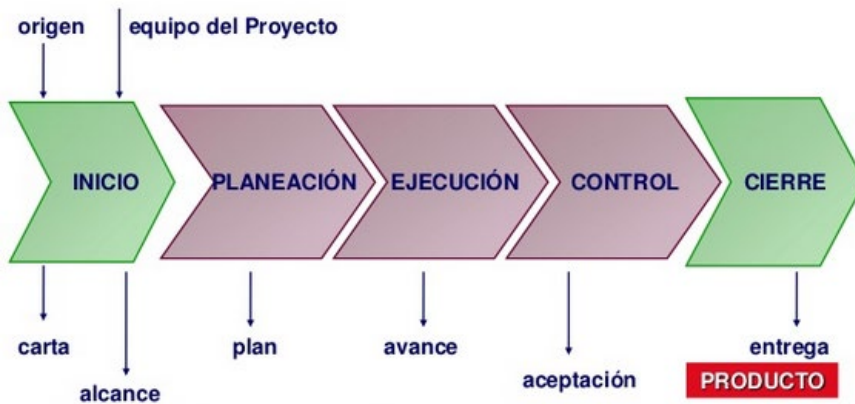 origen
equipo del Proyecto
INICIO
PLANEACIÓN
EJECUCIÓN
CONTROL
CIERRE
carta
alcance
plan
avance
aceptación
entrega
PRODUCTO